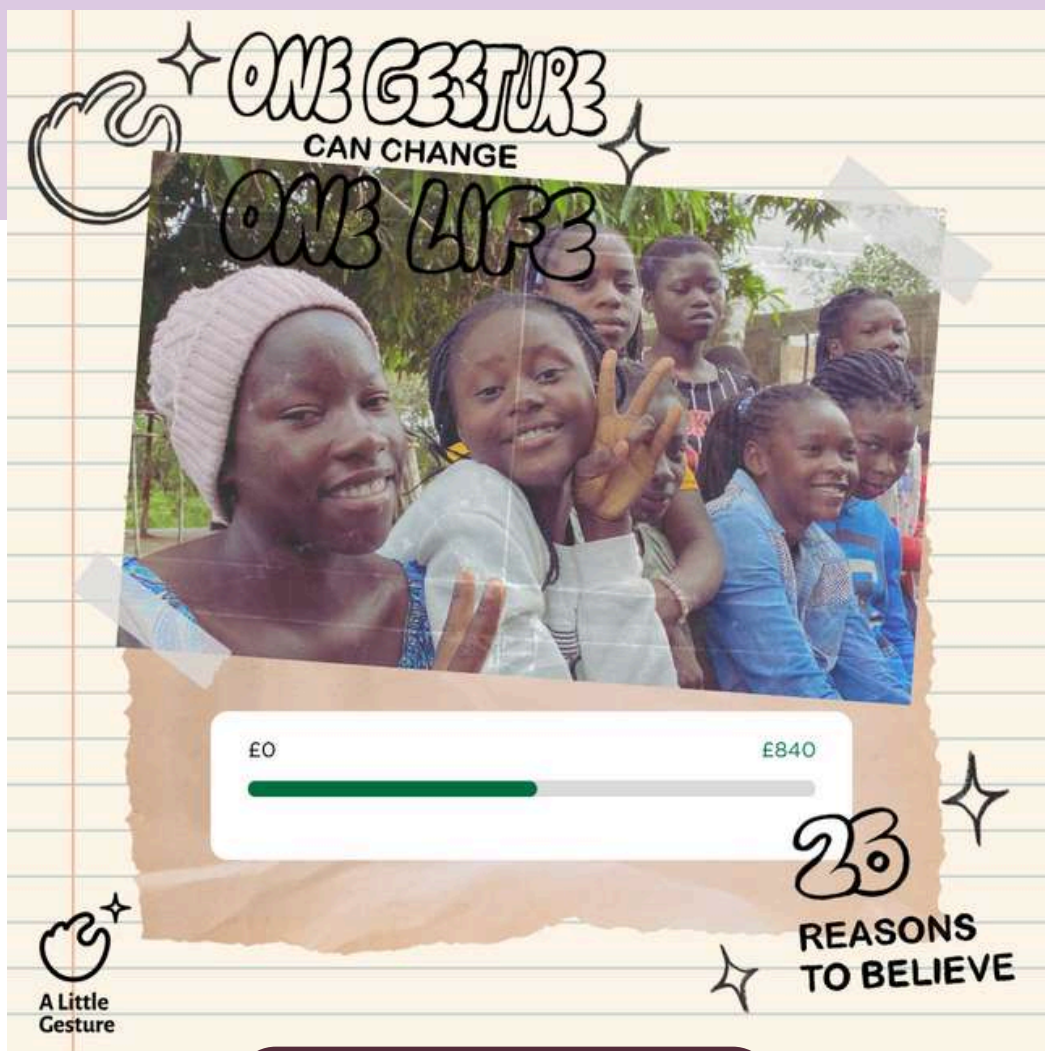 ONE GESTURE
CAN CHANGE
ONE LIFE
£0 £840
26
REASONS
TO BELIEVE
A Little
Gesture